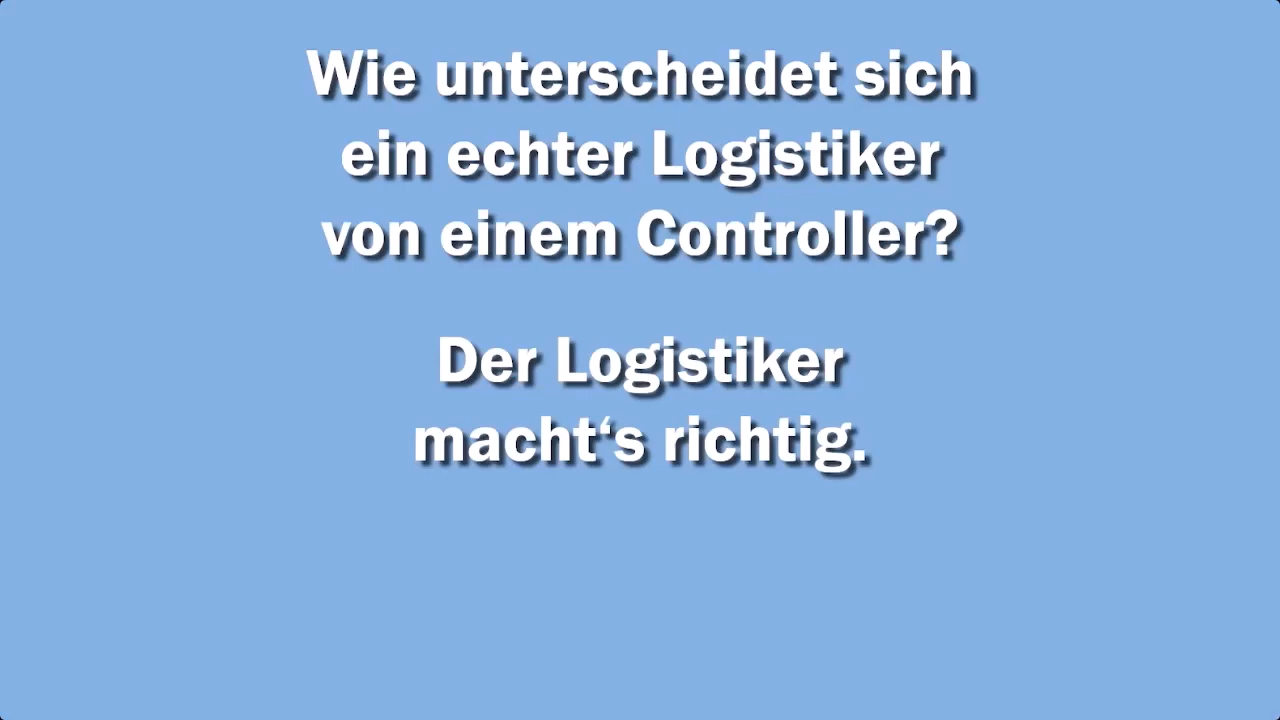 Wie unterscheidet sich
ein echter Logistiker
von einem Controller?
Der Logistiker
macht‘s richtig.